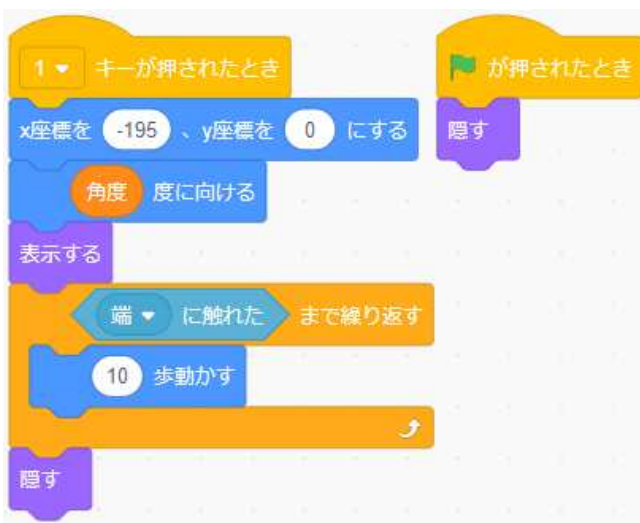 1 キーが押されたとき
x座標を -195 、y座標を 0 にする
角度 度に向ける
表示する
端 に触れた まで繰り返す
10 歩動かす
隠す
が押されたとき
隠す